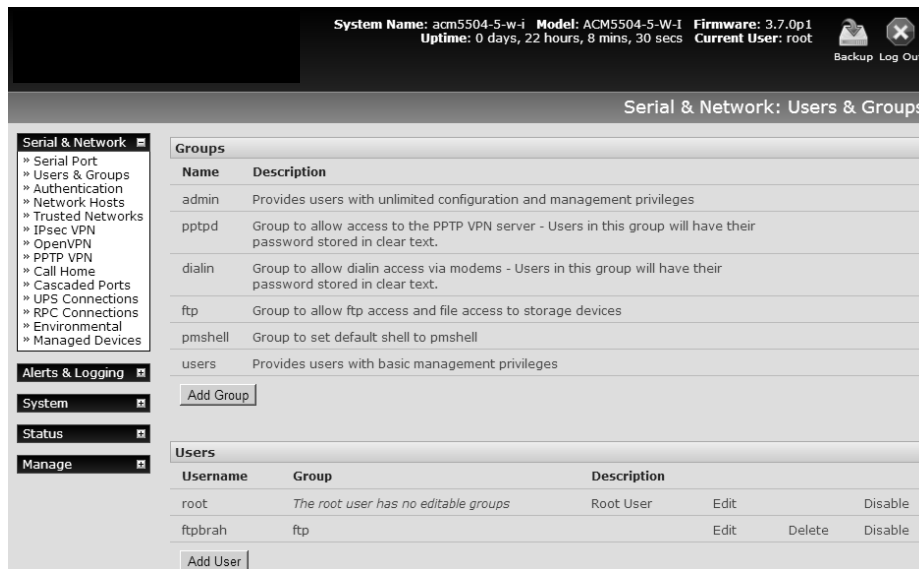 System Name: acm5504-5-w-i Model: ACM5504-5-W-I Firmware: 3.7.0p1
Uptime: 0 days, 22 hours, 8 mins, 30 secs Current User: root
Backup Log Out
Serial & Network: Users & Groups
Serial & Network
» Serial Port
» Users & Groups
» Authentication
» Network Hosts
» Trusted Networks
» IPsec VPN
» OpenVPN
» PPTP VPN
» Call Home
» Cascaded Ports
» UPS Connections
» RPC Connections
» Environmental
» Managed Devices
Alerts & Logging
System
Status
Manage
Groups
Name Description
admin Provides users with unlimited configuration and management privileges
pptpd Group to allow access to the PPTP VPN server - Users in this group will have their
password stored in clear text.
dialin Group to allow dialin access via modems - Users in this group will have their
password stored in clear text.
ftp Group to allow ftp access and file access to storage devices
pmshell Group to set default shell to pmshell
users Provides users with basic management privileges
Add Group
Users
Username Group Description
root The root user has no editable groups Root User Edit Disable
ftpbrah ftp Edit Delete Disable
Add User